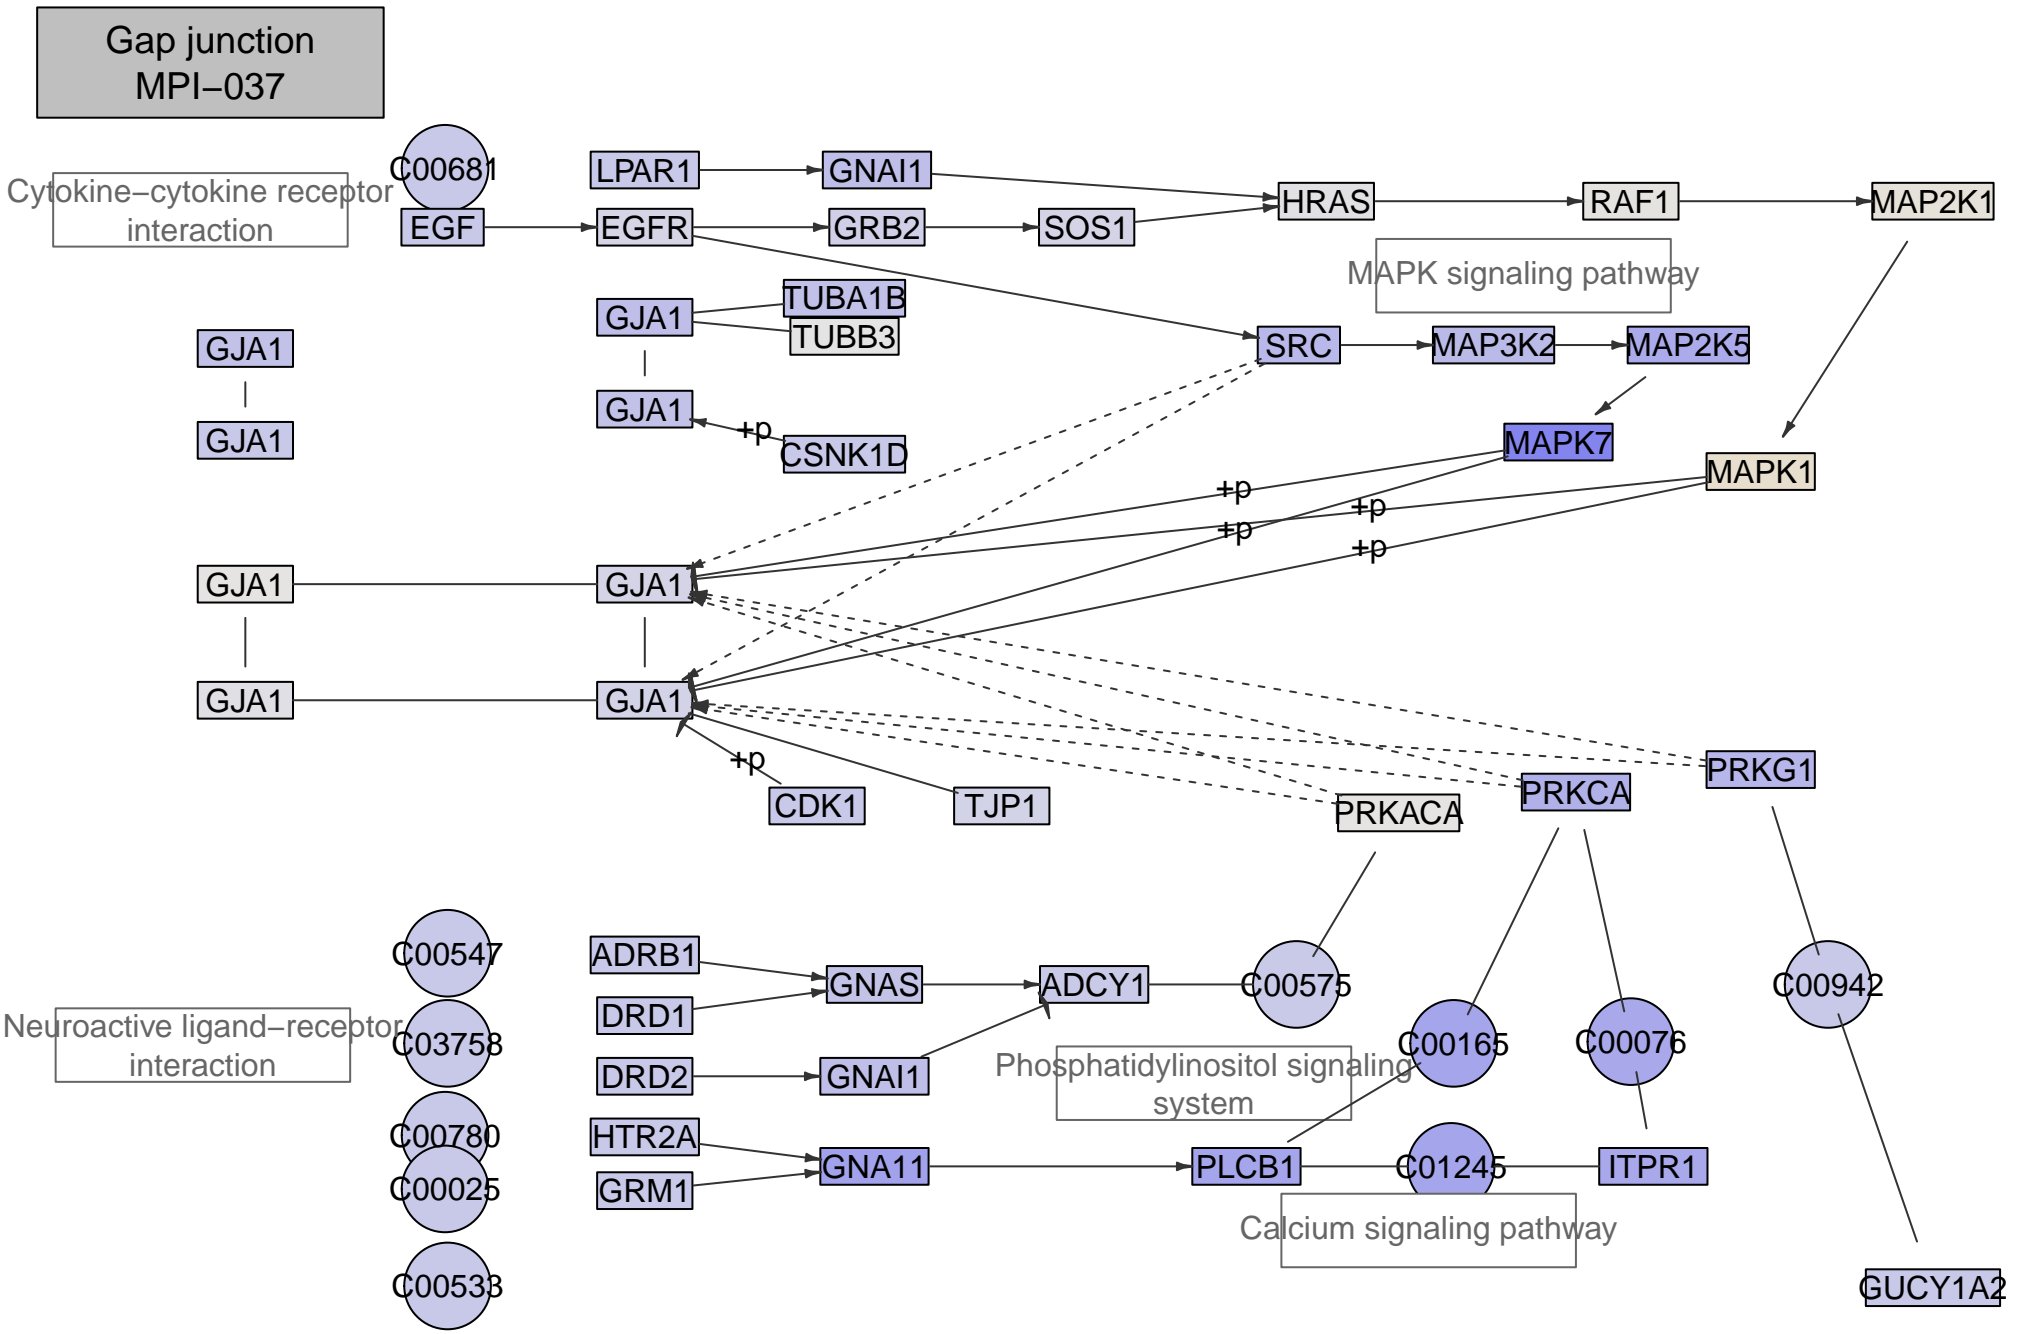 Gap junction
MPI−037
C00681
LPAR1
GNAI1
Cytokine−cytokine receptor
interaction
HRAS
RAF1
MAP2K1
EGF
EGFR
GRB2
SOS1
MAPK signaling pathway
GJA1
TUBA1B
TUBB3
GJA1
SRC
MAP3K2
MAP2K5
GJA1
GJA1
+p
CSNK1D
MAPK7
MAPK1
+p
+p
+p
+p
GJA1
GJA1
GJA1
GJA1
+p
CDK1
TJP1
PRKACA
PRKCA
PRKG1
C00547
ADRB1
GNAS
ADCY1
C00575
C00942
DRD1
Neuroactive ligand−receptor
interaction
C03758
C00165
C00076
DRD2
GNAI1
Phosphatidylinositol signaling
system
C00780
HTR2A
GNA11
PLCB1
C01245
ITPR1
C00025
GRM1
Calcium signaling pathway
C00533
GUCY1A2